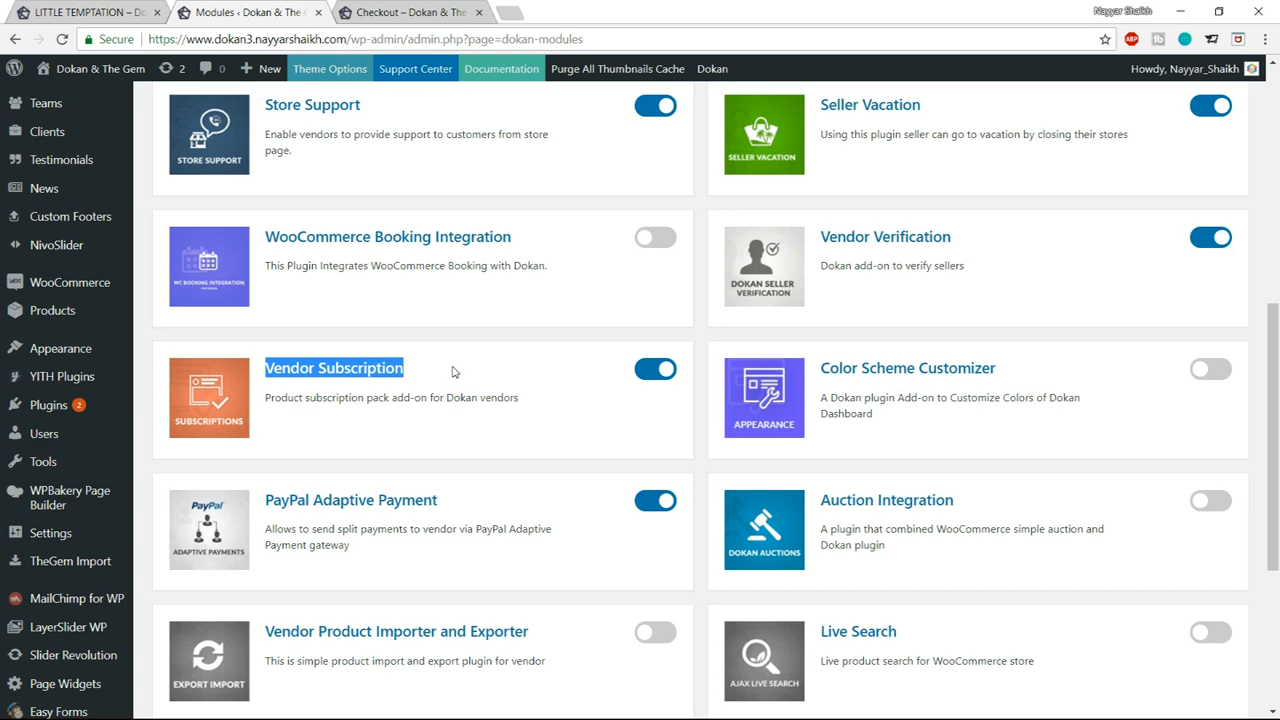 LITTLE TEMPTATION – Do
Modules ‹ Dokan & The
Checkout – Dokan & The
Nayyar Shaikh
Secure
https://www.dokan3.nayyarshaikh.com/wp-admin/admin.php?page=dokan-modules
ABP
Dokan & The Gem
2
0
New
Theme Options
Support Center
Documentation
Purge All Thumbnails Cache
Dokan
Howdy, Nayyar_Shaikh
Teams
Clients
Testimonials
News
Custom Footers
NivoSlider
WooCommerce
Products
Appearance
YITH Plugins
Plugins 2
Users
Tools
WPBakery Page
Builder
Settings
TheGem Import
MailChimp for WP
LayerSlider WP
Slider Revolution
Page Widgets
Easy Forms
STORE SUPPORT
Store Support
Enable vendors to provide support to customers from store
page.
SELLER VACATION
Seller Vacation
Using this plugin seller can go to vacation by closing their stores
WC BOOKING INTEGRATION
WooCommerce Booking Integration
This Plugin Integrates WooCommerce Booking with Dokan.
DOKAN SELLER
VERIFICATION
Vendor Verification
Dokan add-on to verify sellers
SUBSCRIPTIONS
Vendor Subscription
Product subscription pack add-on for Dokan vendors
APPEARANCE
Color Scheme Customizer
A Dokan plugin Add-on to Customize Colors of Dokan
Dashboard
PayPal
ADAPTIVE PAYMENTS
PayPal Adaptive Payment
Allows to send split payments to vendor via PayPal Adaptive
Payment gateway
DOKAN AUCTIONS
Auction Integration
A plugin that combined WooCommerce simple auction and
Dokan plugin
EXPORT IMPORT
Vendor Product Importer and Exporter
This is simple product import and export plugin for vendor
AJAX LIVE SEARCH
Live Search
Live product search for WooCommerce store